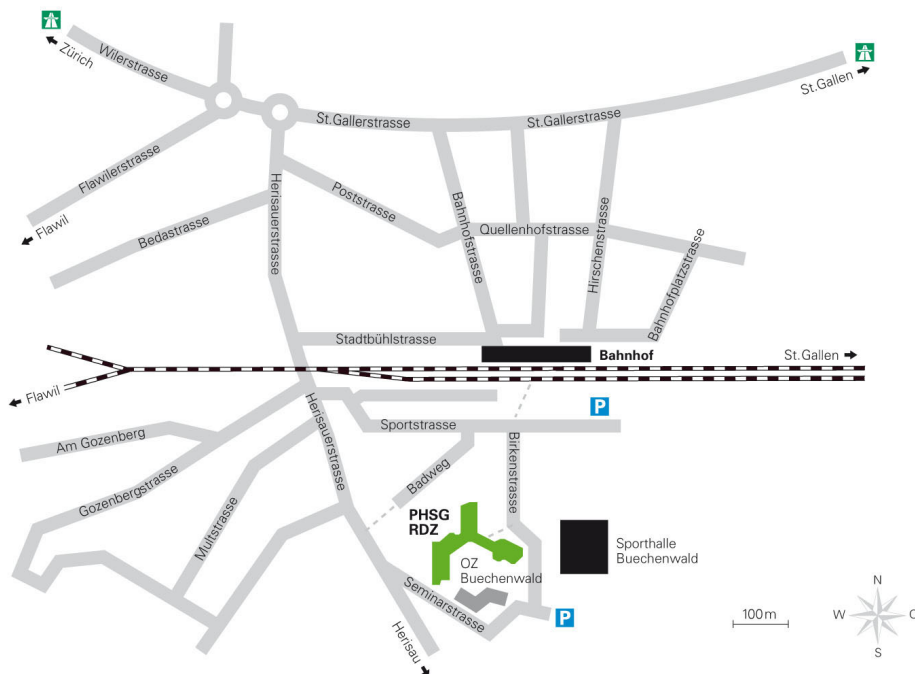 Zürich
Wilerstrasse
St.Gallerstrasse
St.Gallerstrasse
St.Gallen
Flawilerstrasse
Flawil
Bedastrasse
Herisauerstrasse
Poststrasse
Bahnhofstrasse
Quellenhofstrasse
Hirschenstrasse
Bahnhofplatzstrasse
Stadtbühlstrasse
Bahnhof
St.Gallen
Flawil
P
Am Gozenberg
Gozenbergstrasse
Multstrasse
Herisauerstrasse
Sportstrasse
Badweg
Birkenstrasse
PHSG
RDZ
OZ
Buechenwald
Sporthalle
Buechenwald
Seminarstrasse
P
Herisau
100m
N
W
O
S